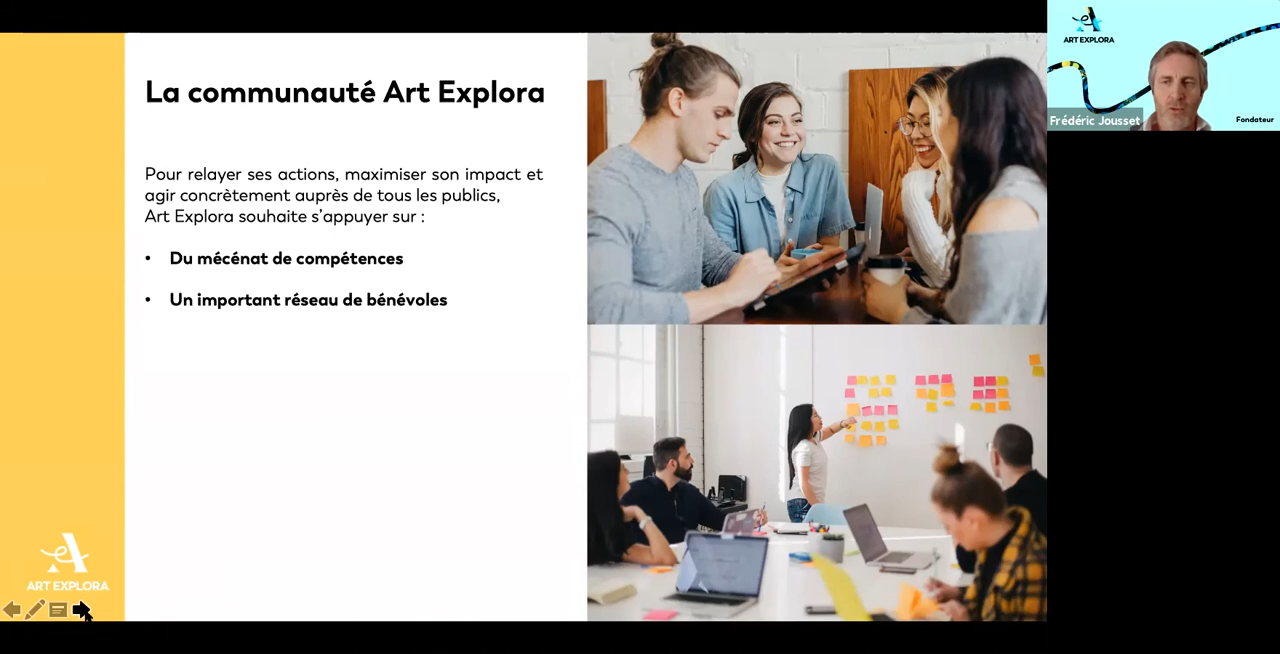 La communauté Art Explora
Pour relayer ses actions, maximiser son impact et
agir concrètement auprès de tous les publics,
Art Explora souhaite s’appuyer sur :
• Du mécénat de compétences
• Un important réseau de bénévoles
ART EXPLORA
ART EXPLORA
Frédéric Jousset
Fondateur